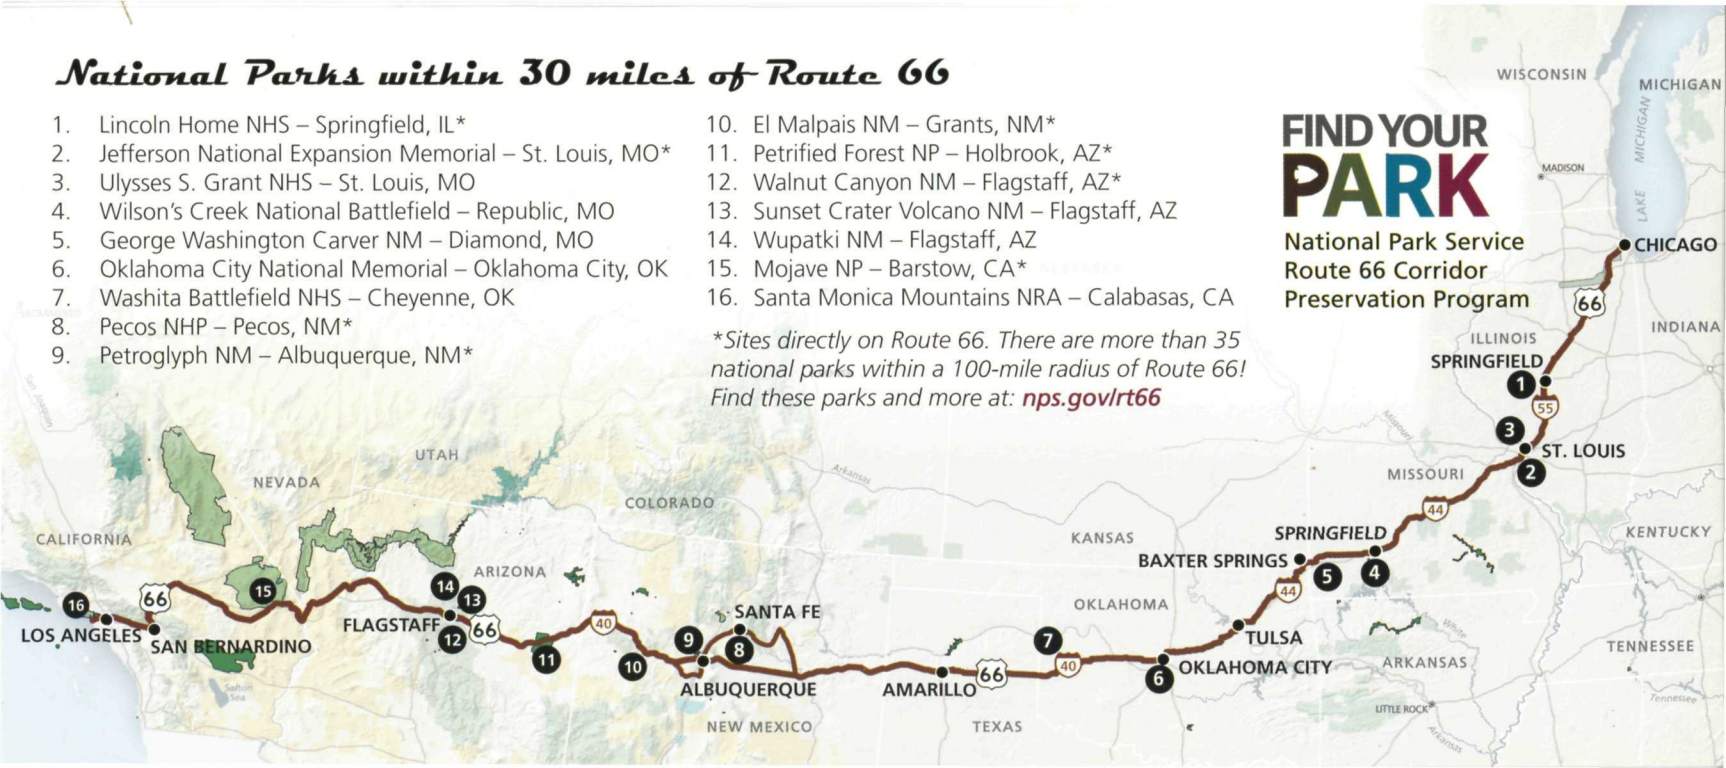 National Parks within 30 miles of Route 66
1. Lincoln Home NHS – Springfield, IL*
2. Jefferson National Expansion Memorial – St. Louis, MO*
3. Ulysses S. Grant NHS – St. Louis, MO
4. Wilson's Creek National Battlefield – Republic, MO
5. George Washington Carver NM – Diamond, MO
6. Oklahoma City National Memorial – Oklahoma City, OK
7. Washita Battlefield NHS – Cheyenne, OK
8. Pecos NHP – Pecos, NM*
9. Petroglyph NM – Albuquerque, NM*
10. El Malpais NM – Grants, NM*
11. Petrified Forest NP – Holbrook, AZ*
12. Walnut Canyon NM – Flagstaff, AZ*
13. Sunset Crater Volcano NM – Flagstaff, AZ
14. Wupatki NM – Flagstaff, AZ
15. Mojave NP – Barstow, CA*
16. Santa Monica Mountains NRA – Calabasas, CA
*Sites directly on Route 66. There are more than 35
national parks within a 100-mile radius of Route 66!
Find these parks and more at: nps.gov/rt66
FIND YOUR
PARK
National Park Service
Route 66 Corridor
Preservation Program
WISCONSIN
MICHIGAN
LAKE MICHIGAN
MADISON
CHICAGO
66
ILLINOIS
INDIANA
SPRINGFIELD
1
55
3
ST. LOUIS
2
Missouri
MISSOURI
44
KENTUCKY
SPRINGFIELD
BAXTER SPRINGS
5
4
44
KANSAS
Arkansas
COLORADO
UTAH
NEVADA
San Joaquin
CALIFORNIA
16
66
15
LOS ANGELES
SAN BERNARDINO
Salton
Sea
ARIZONA
14
13
FLAGSTAFF
12
66
11
40
10
9
SANTA FE
8
ALBUQUERQUE
NEW MEXICO
AMARILLO
66
TEXAS
7
40
OKLAHOMA
TULSA
OKLAHOMA CITY
6
White
ARKANSAS
LITTLE ROCK
Arkansas
TENNESSEE
Tennessee